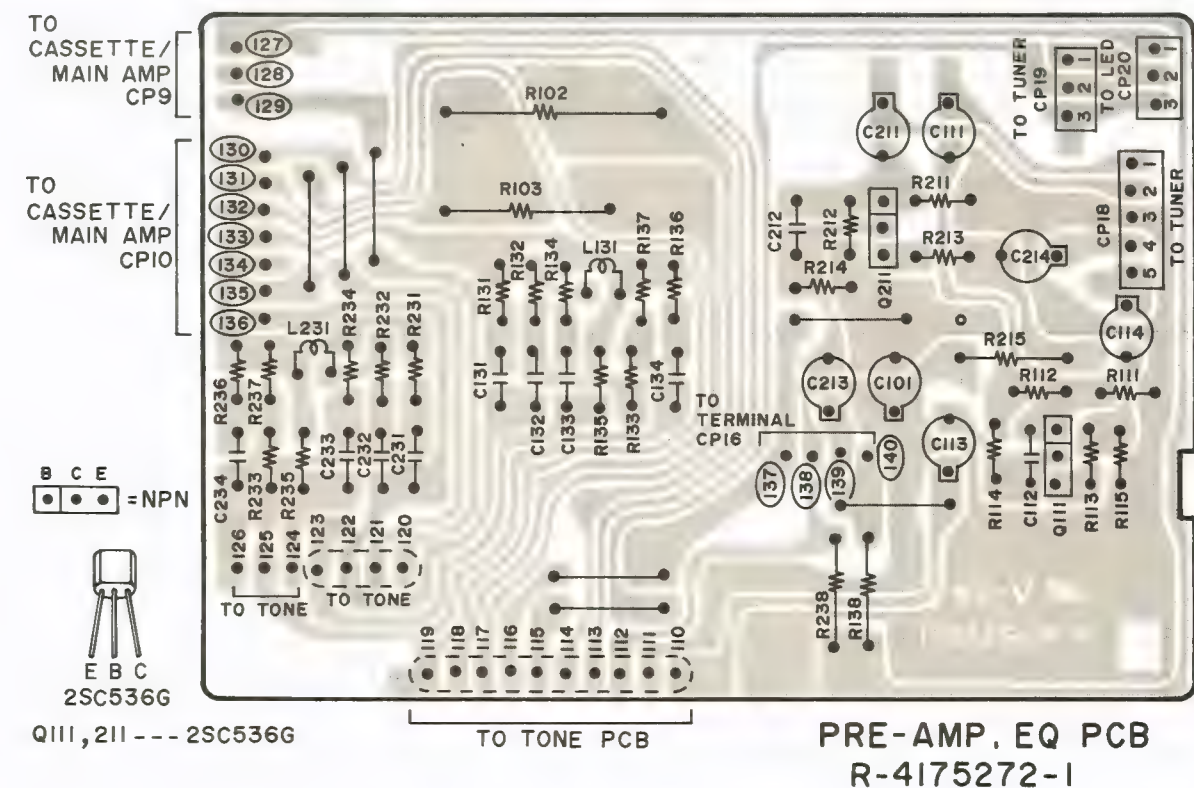 TO
CASSETTE/
MAIN AMP
CP9
127
128
129
TO
CASSETTE/
MAIN AMP
CP10
130
131
132
133
134
135
136
R102
R103
C211
C111
TO TUNER
CP19
1
2
3
TO LED
CP20
1
2
3
CP18
1
2
3
4
5
TO TUNER
R211
C212
R212
R213
Q211
R214
C214
C114
R131
R132
R134
L131
R137
R136
R234
R232
R231
L231
R215
R112
R111
C213
C101
C131
C132
C133
R135
R133
C134
R236
R237
TO
TERMINAL
CP16
137
138
139
140
C113
R114
C112
Q111
R113
R115
C234
R233
R235
C233
C232
C231
B C E
= NPN
126
125
124
123
122
121
120
TO TONE
TO TONE
R238
R138
119
118
117
116
115
114
113
112
111
110
E B C
2SC536G
Q111, 211 --- 2SC536G
TO TONE PCB
PRE-AMP, EQ PCB
R-4175272-1